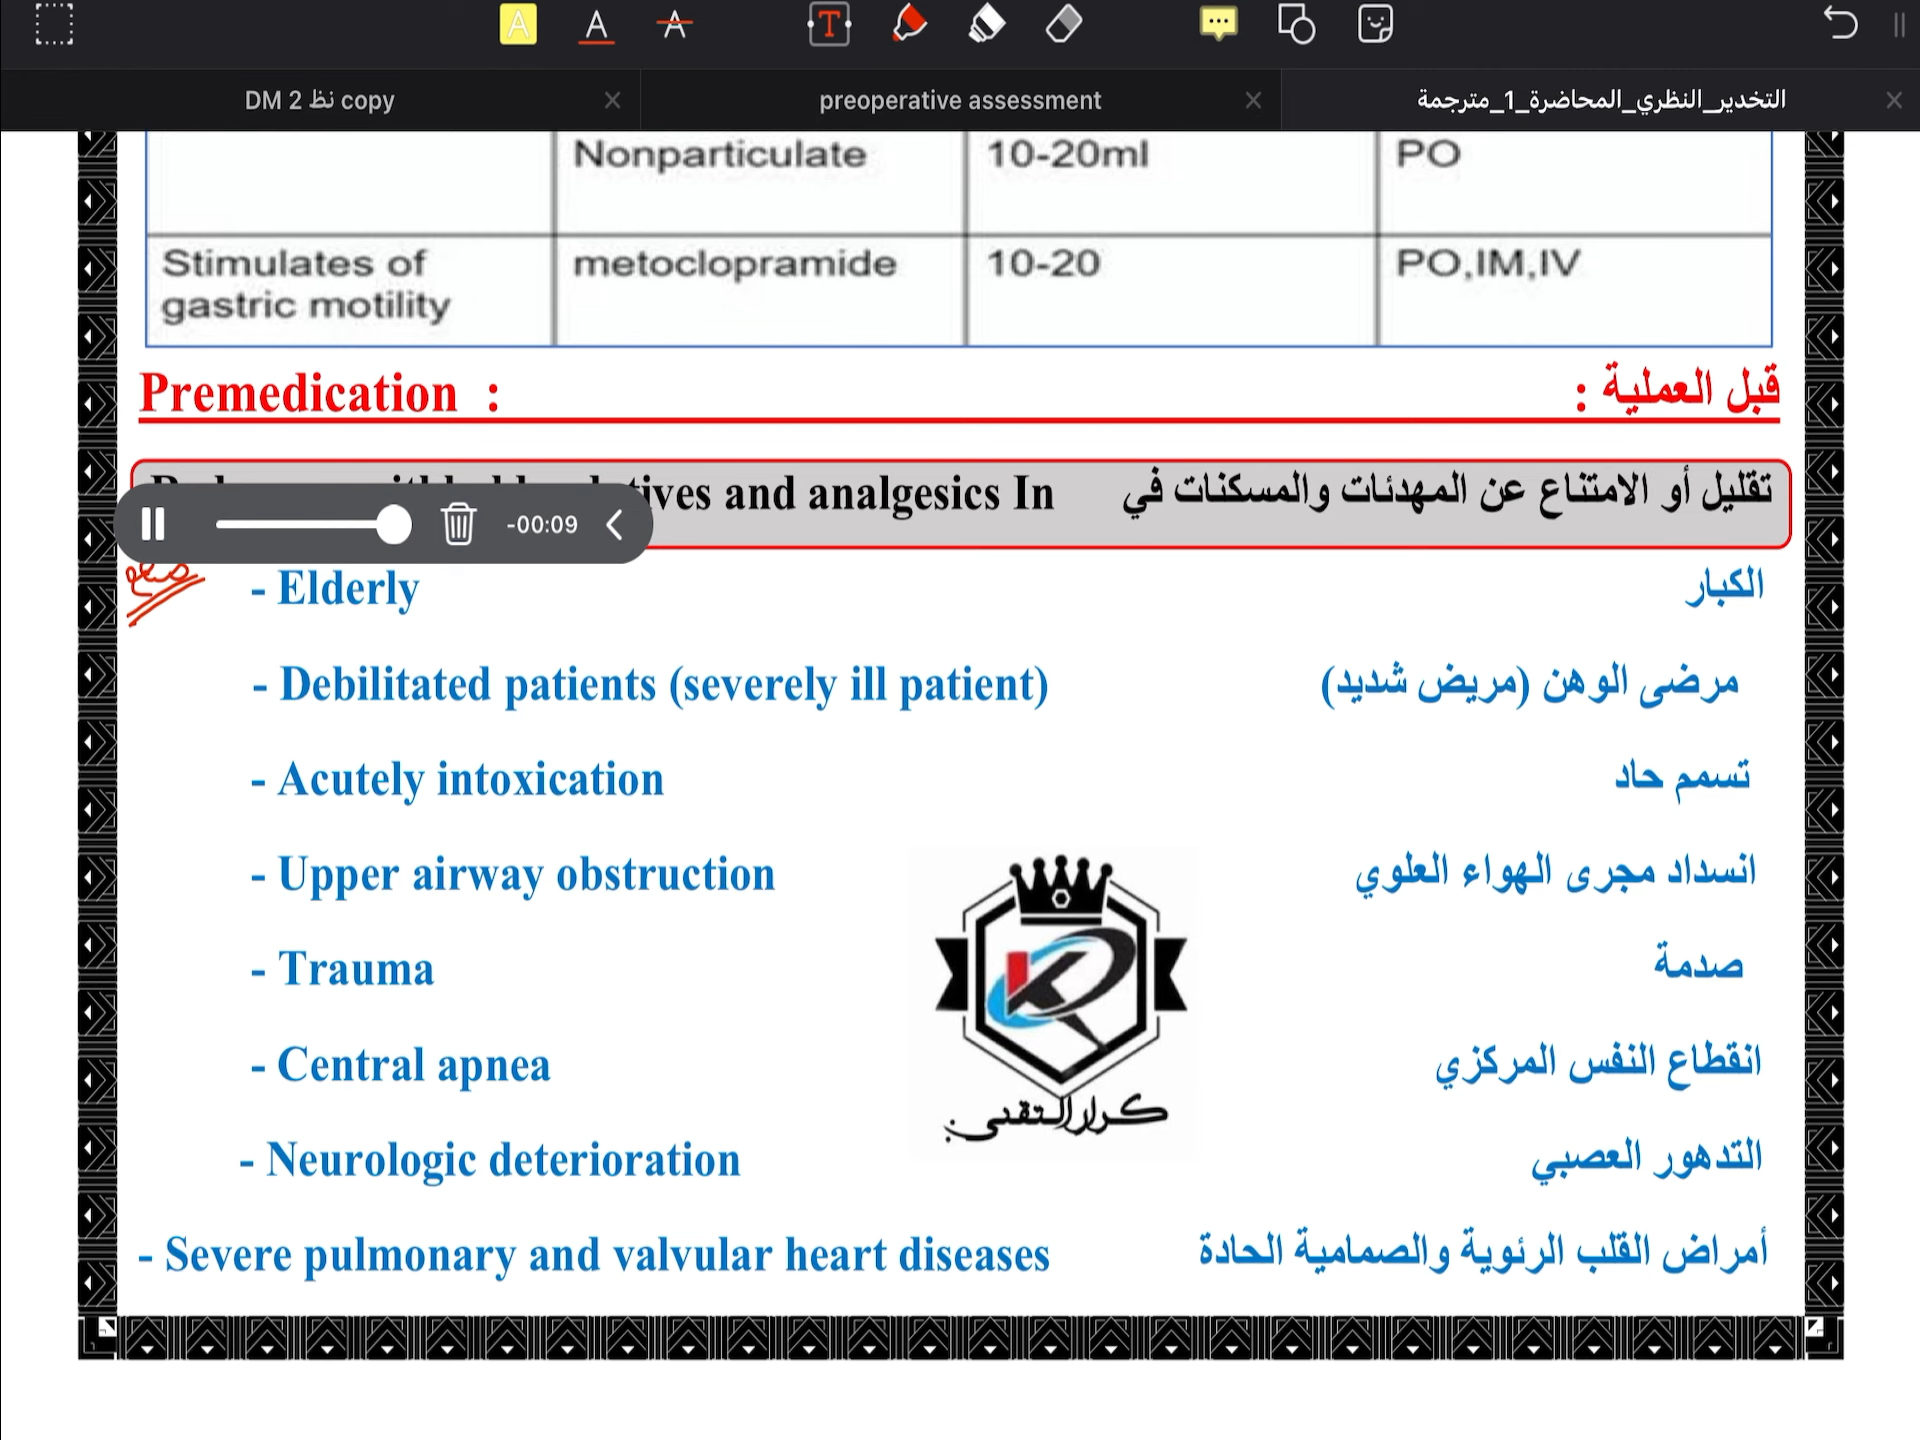 DM 2 نظ copy
preoperative assessment
التخدير_النظري_المحاضرة_1_مترجمة
Nonparticulate 10-20ml PO
Stimulates of gastric motility metoclopramide 10-20 PO,IM,IV
Premedication : قبل العملية :
and analgesics In تقليل أو الامتناع عن المهدئات والمسكنات في
-00:09
- Elderly الكبار
- Debilitated patients (severely ill patient) مرضى الوهن (مريض شديد)
- Acutely intoxication تسمم حاد
- Upper airway obstruction انسداد مجرى الهواء العلوي
- Trauma صدمة
- Central apnea انقطاع النفس المركزي
كرار التقني
- Neurologic deterioration التدهور العصبي
- Severe pulmonary and valvular heart diseases أمراض القلب الرئوية والصمامية الحادة